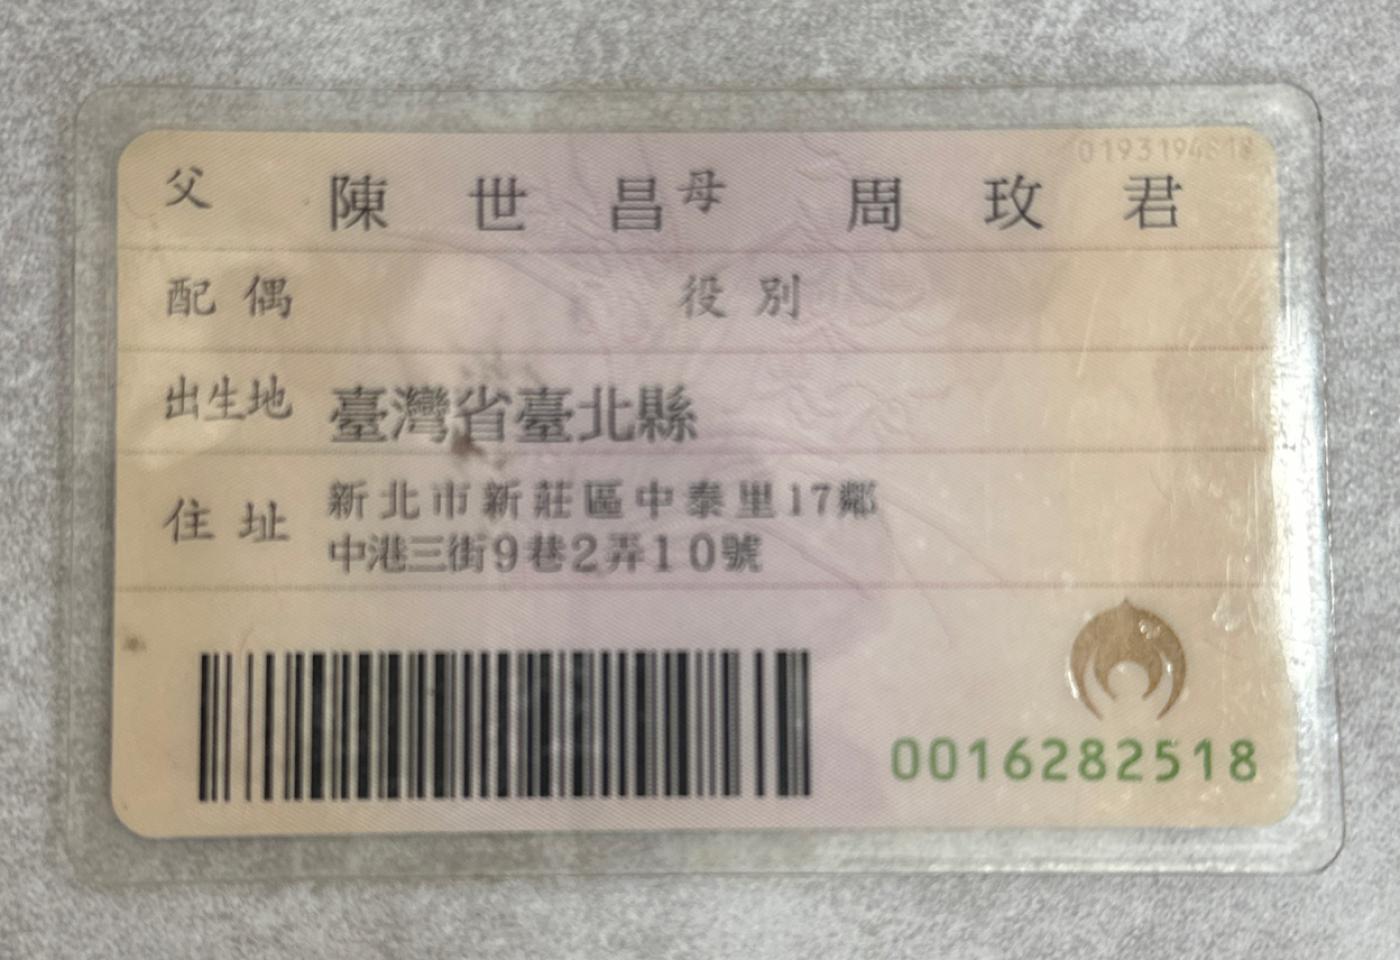 父 陳世昌 母 周玫君
配偶 役別
出生地 臺灣省臺北縣
住址 新北市新莊區中泰里17鄰
中港三街9巷2弄10號
0016282518